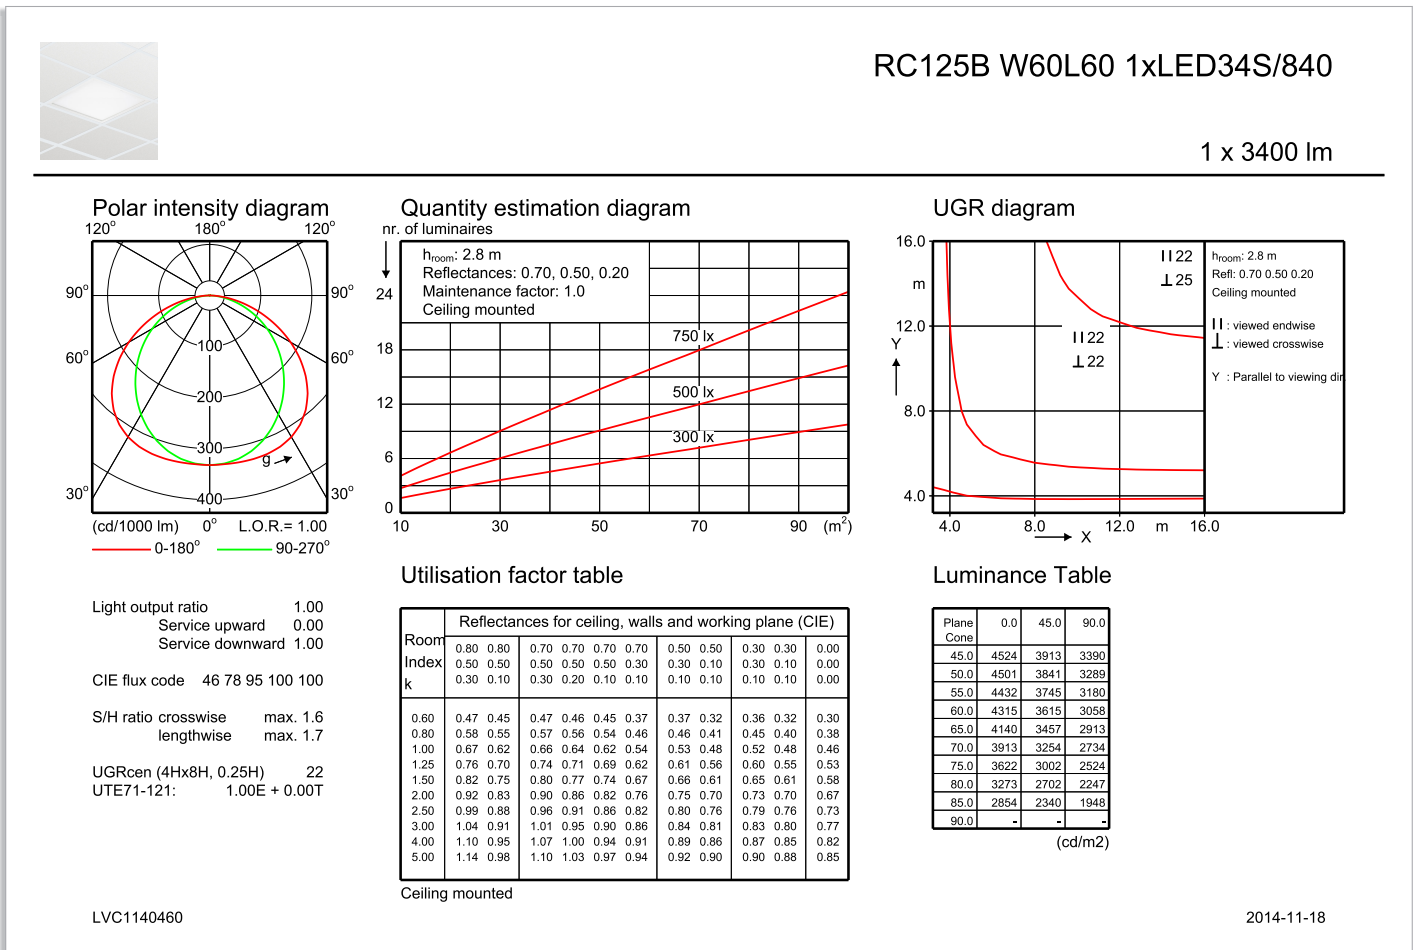 RC125B W60L60 1xLED34S/840
1 x 3400 lm
Polar intensity diagram
120° 180° 120°
90° 90°
60° 60°
30° 30°
100
200
300
400
g
(cd/1000 lm) 0° L.O.R.= 1.00
0-180° 90-270°
Quantity estimation diagram
nr. of luminaires
hroom: 2.8 m
Reflectances: 0.70, 0.50, 0.20
Maintenance factor: 1.0
Ceiling mounted
24
18
12
6
0
750 lx
500 lx
300 lx
10 30 50 70 90 (m²)
UGR diagram
16.0
m
12.0
Y
8.0
4.0
|| 22
⊥ 25
|| 22
⊥ 22
4.0 8.0 12.0 m 16.0
X
hroom: 2.8 m
Refl: 0.70 0.50 0.20
Ceiling mounted
|| : viewed endwise
⊥ : viewed crosswise
Y : Parallel to viewing dir.
Light output ratio 1.00
Service upward 0.00
Service downward 1.00
CIE flux code 46 78 95 100 100
S/H ratio crosswise max. 1.6
lengthwise max. 1.7
UGRcen (4Hx8H, 0.25H) 22
UTE71-121: 1.00E + 0.00T
Utilisation factor table
Reflectances for ceiling, walls and working plane (CIE)
Room
Index
k
0.80 0.80 0.70 0.70 0.70 0.70 0.50 0.50 0.30 0.30 0.00
0.50 0.50 0.50 0.50 0.50 0.30 0.30 0.10 0.30 0.10 0.00
0.30 0.10 0.30 0.20 0.10 0.10 0.10 0.10 0.10 0.10 0.00
0.60 0.47 0.45 0.47 0.46 0.45 0.37 0.37 0.32 0.36 0.32 0.30
0.80 0.58 0.55 0.57 0.56 0.54 0.46 0.46 0.41 0.45 0.40 0.38
1.00 0.67 0.62 0.66 0.64 0.62 0.54 0.53 0.48 0.52 0.48 0.46
1.25 0.76 0.70 0.74 0.71 0.69 0.62 0.61 0.56 0.60 0.55 0.53
1.50 0.82 0.75 0.80 0.77 0.74 0.67 0.66 0.61 0.65 0.61 0.58
2.00 0.92 0.83 0.90 0.86 0.82 0.76 0.75 0.70 0.73 0.70 0.67
2.50 0.99 0.88 0.96 0.91 0.86 0.82 0.80 0.76 0.79 0.76 0.73
3.00 1.04 0.91 1.01 0.95 0.90 0.86 0.84 0.81 0.83 0.80 0.77
4.00 1.10 0.95 1.07 1.00 0.94 0.91 0.89 0.86 0.87 0.85 0.82
5.00 1.14 0.98 1.10 1.03 0.97 0.94 0.92 0.90 0.90 0.88 0.85
Ceiling mounted
Luminance Table
Plane 0.0 45.0 90.0
Cone
45.0 4524 3913 3390
50.0 4501 3841 3289
55.0 4432 3745 3180
60.0 4315 3615 3058
65.0 4140 3457 2913
70.0 3913 3254 2734
75.0 3622 3002 2524
80.0 3273 2702 2247
85.0 2854 2340 1948
90.0 - - -
(cd/m2)
LVC1140460
2014-11-18